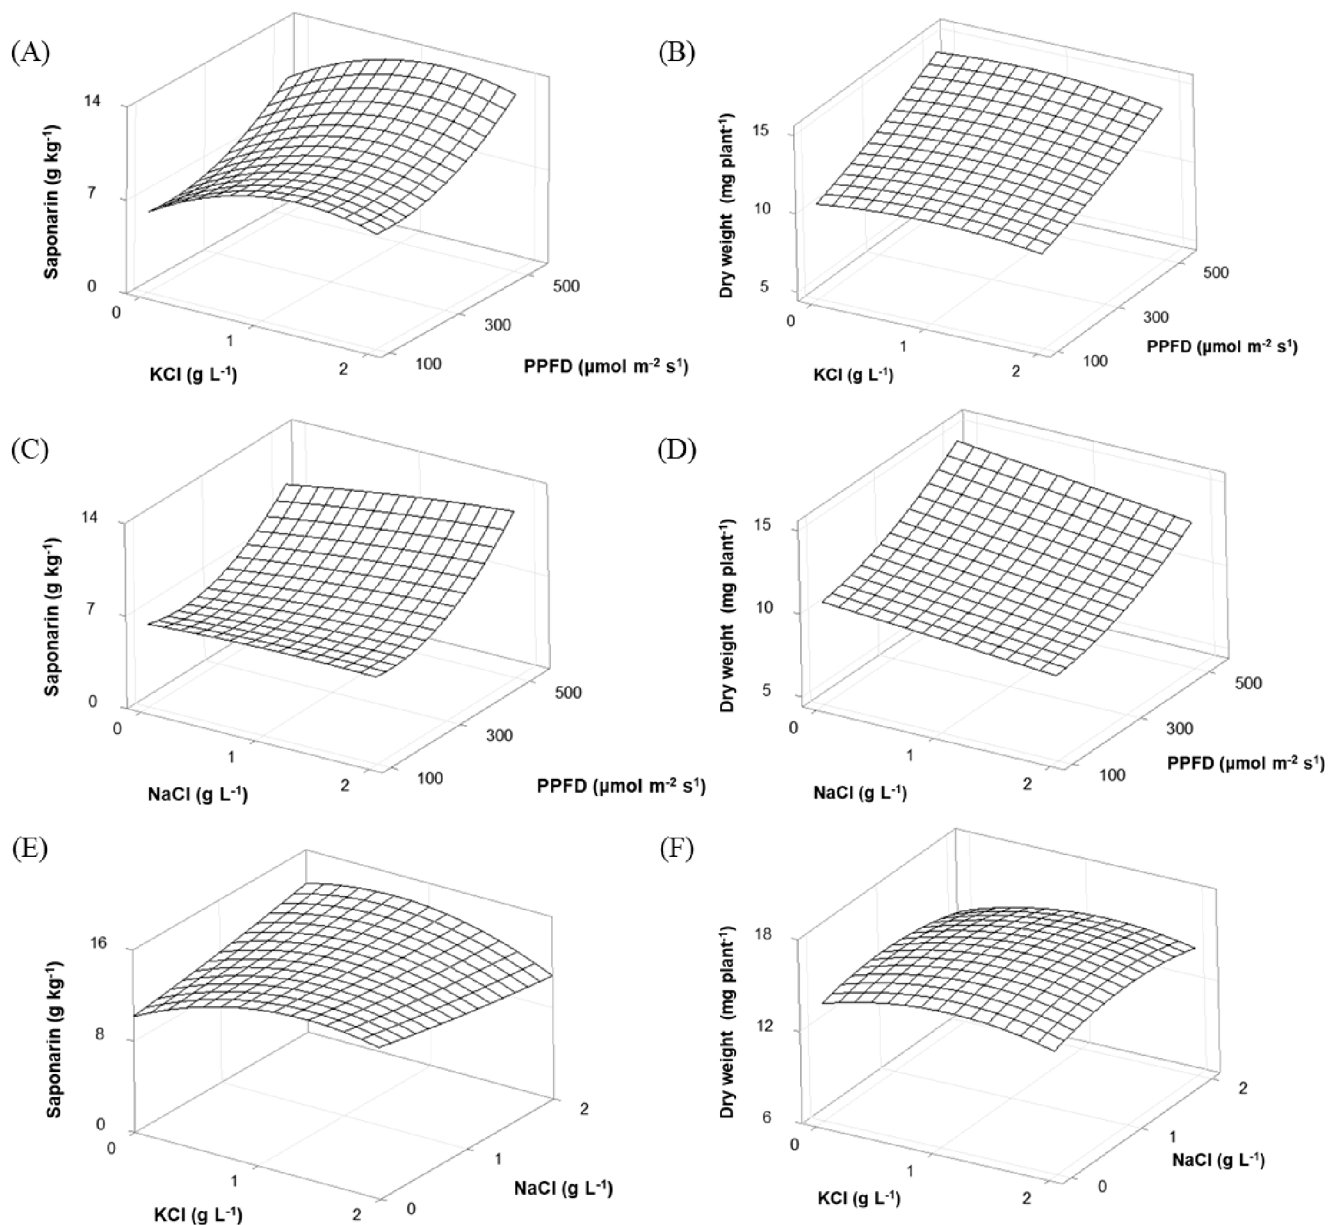 (A)
14
7
0
Saponarin (g kg⁻¹)
0
1
2
KCl (g L⁻¹)
100
300
500
PPFD (µmol m⁻² s¹)
(B)
15
10
5
Dry weight (mg plant⁻¹)
0
1
2
KCl (g L⁻¹)
100
300
500
PPFD (µmol m⁻² s¹)
(C)
14
7
0
Saponarin (g kg⁻¹)
0
1
2
NaCl (g L⁻¹)
100
300
500
PPFD (µmol m⁻² s¹)
(D)
15
10
5
Dry weight (mg plant⁻¹)
0
1
2
NaCl (g L⁻¹)
100
300
500
PPFD (µmol m⁻² s¹)
(E)
16
8
0
Saponarin (g kg⁻¹)
0
1
2
KCl (g L⁻¹)
0
1
2
NaCl (g L⁻¹)
(F)
18
12
6
Dry weight (mg plant⁻¹)
0
1
2
KCl (g L⁻¹)
0
1
2
NaCl (g L⁻¹)